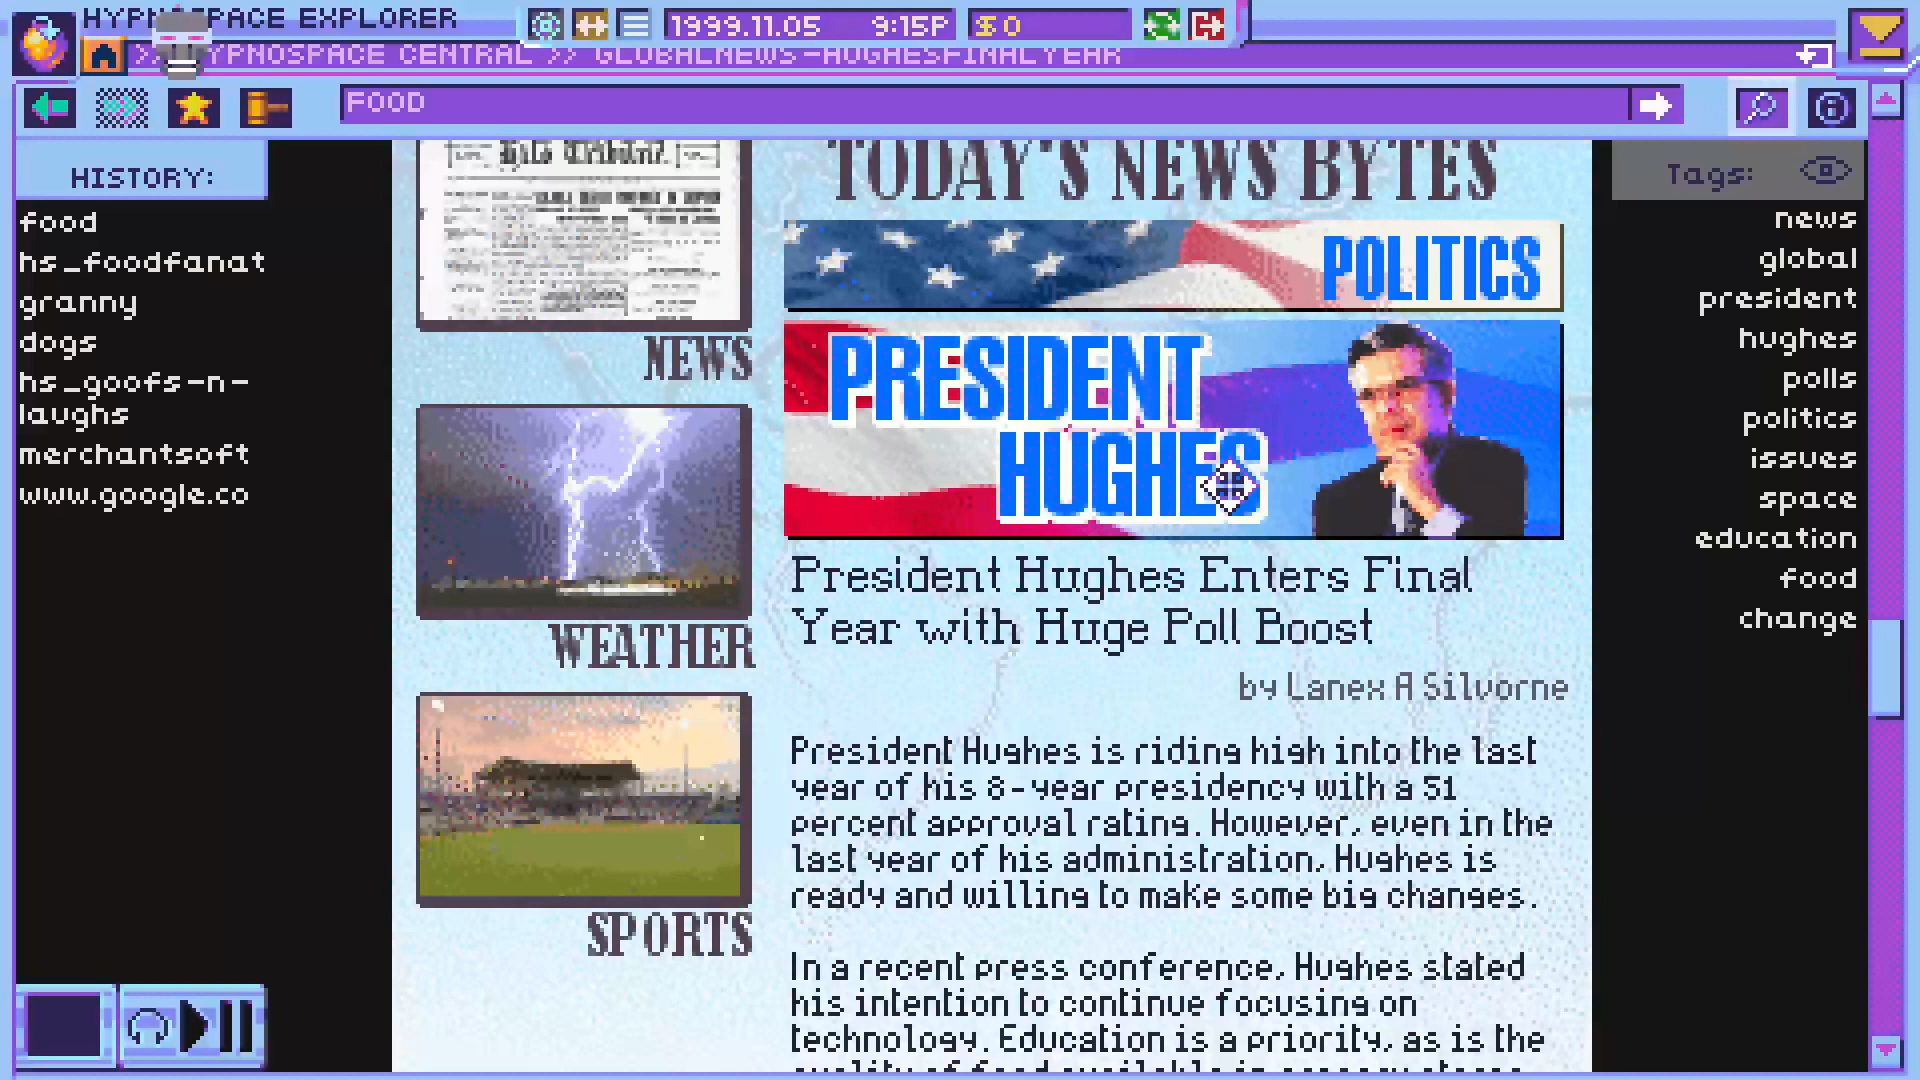 HYPNOSPACE EXPLORER
1999.11.05 9:15P
$ 0
>> HYPNOSPACE CENTRAL >> GLOBALNEWS-HUGHESFINALYEAR
FOOD
HISTORY:
food
hs_foodfanat
granny
dogs
hs_goofs-n-
laughs
merchantsoft
www.google.co
NEWS
WEATHER
SPORTS
TODAY'S NEWS BYTES
POLITICS
PRESIDENT
HUGHES
President Hughes Enters Final
Year with Huge Poll Boost
by Lanex A Silvorne
President Hughes is riding high into the last
year of his 8-year presidency with a 51
percent approval rating. However, even in the
last year of his administration, Hughes is
ready and willing to make some big changes.
In a recent press conference, Hughes stated
his intention to continue focusing on
technology. Education is a priority, as is the
Tags:
news
global
president
hughes
polls
politics
issues
space
education
food
change